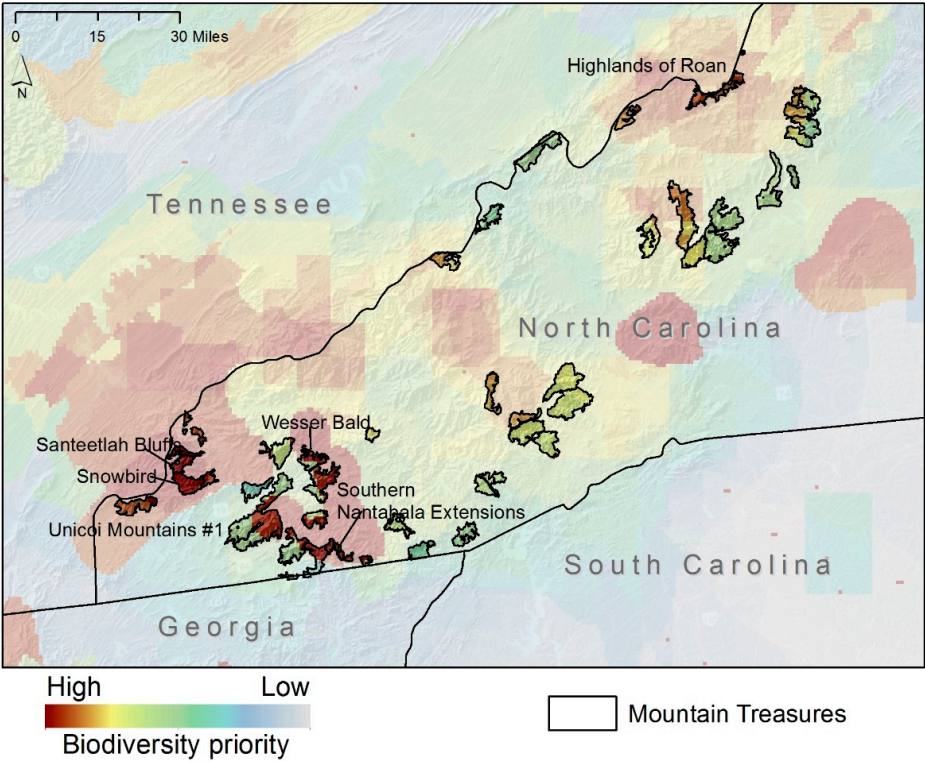 0 15 30 Miles
N
Highlands of Roan
Tennessee
North Carolina
Wesser Bald
Santeetlah Bluffs
Snowbird
Southern
Nantahala Extensions
Unicoi Mountains #1
South Carolina
Georgia
High Low
Biodiversity priority
Mountain Treasures